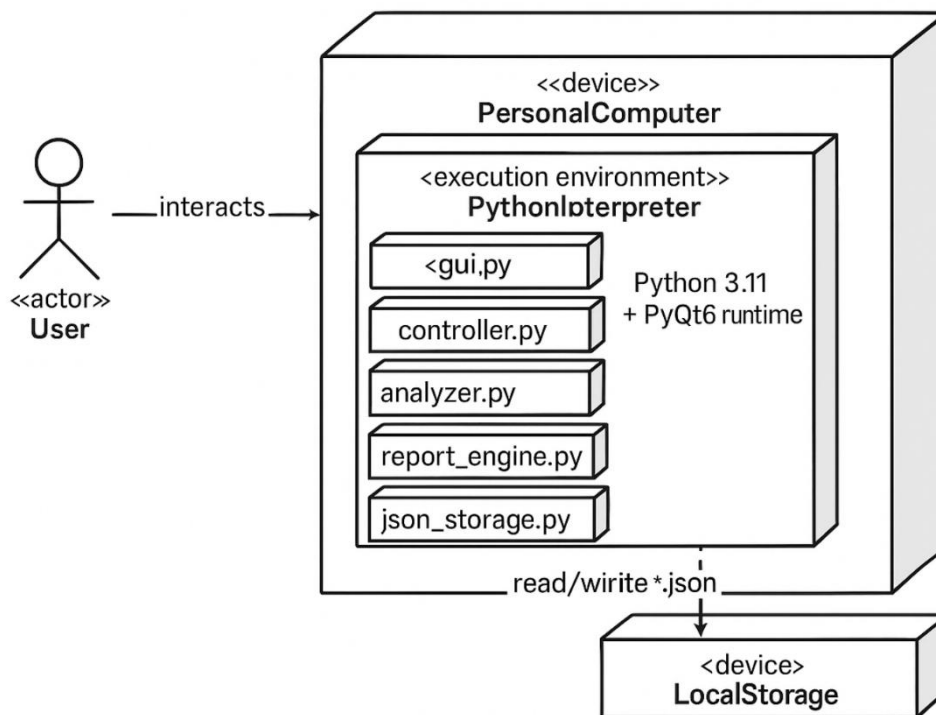 <<device>>
PersonalComputer
<execution environment>>
PythonIpterpreter
<gui,py
controller.py
analyzer.py
report_engine.py
json_storage.py
Python 3.11
+ PyQt6 runtime
interacts
«actor»
User
read/wirite *.json
<device>
LocalStorage